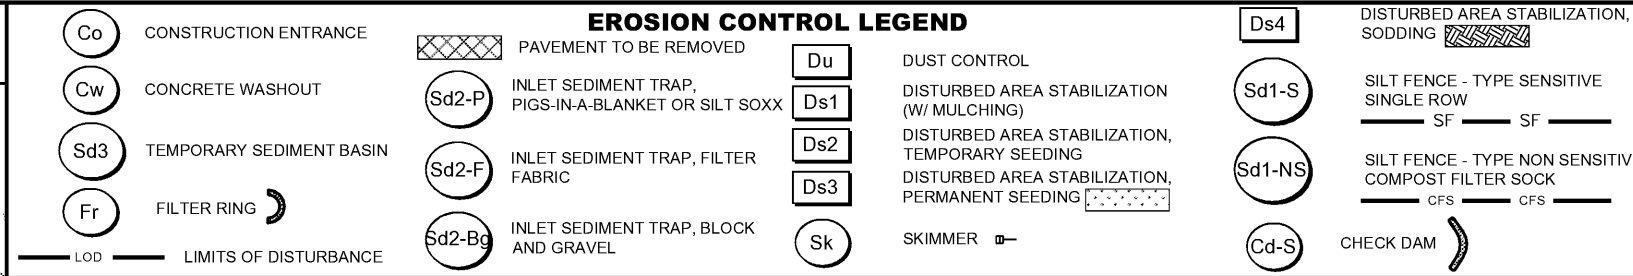 EROSION CONTROL LEGEND
Co CONSTRUCTION ENTRANCE
Cw CONCRETE WASHOUT
Sd3 TEMPORARY SEDIMENT BASIN
Fr FILTER RING
LOD LIMITS OF DISTURBANCE
PAVEMENT TO BE REMOVED
Sd2-P INLET SEDIMENT TRAP,
PIGS-IN-A-BLANKET OR SILT SOXX
Sd2-F INLET SEDIMENT TRAP, FILTER
FABRIC
Sd2-Bg INLET SEDIMENT TRAP, BLOCK
AND GRAVEL
Du DUST CONTROL
Ds1 DISTURBED AREA STABILIZATION
(W/ MULCHING)
Ds2 DISTURBED AREA STABILIZATION,
TEMPORARY SEEDING
Ds3 DISTURBED AREA STABILIZATION,
PERMANENT SEEDING
Sk SKIMMER
Ds4 DISTURBED AREA STABILIZATION,
SODDING
Sd1-S SILT FENCE - TYPE SENSITIVE
SINGLE ROW
SF SF
Sd1-NS SILT FENCE - TYPE NON SENSITIV
COMPOST FILTER SOCK
CFS CFS
Cd-S CHECK DAM